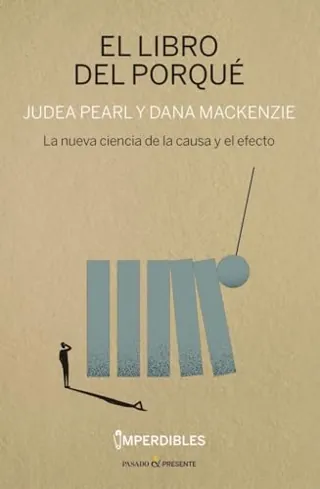 EL LIBRO
DEL PORQUÉ
JUDEA PEARL Y DANA MACKENZIE
La nueva ciencia de la causa y el efecto
IMPERDIBLES
PASADO & PRESENTE